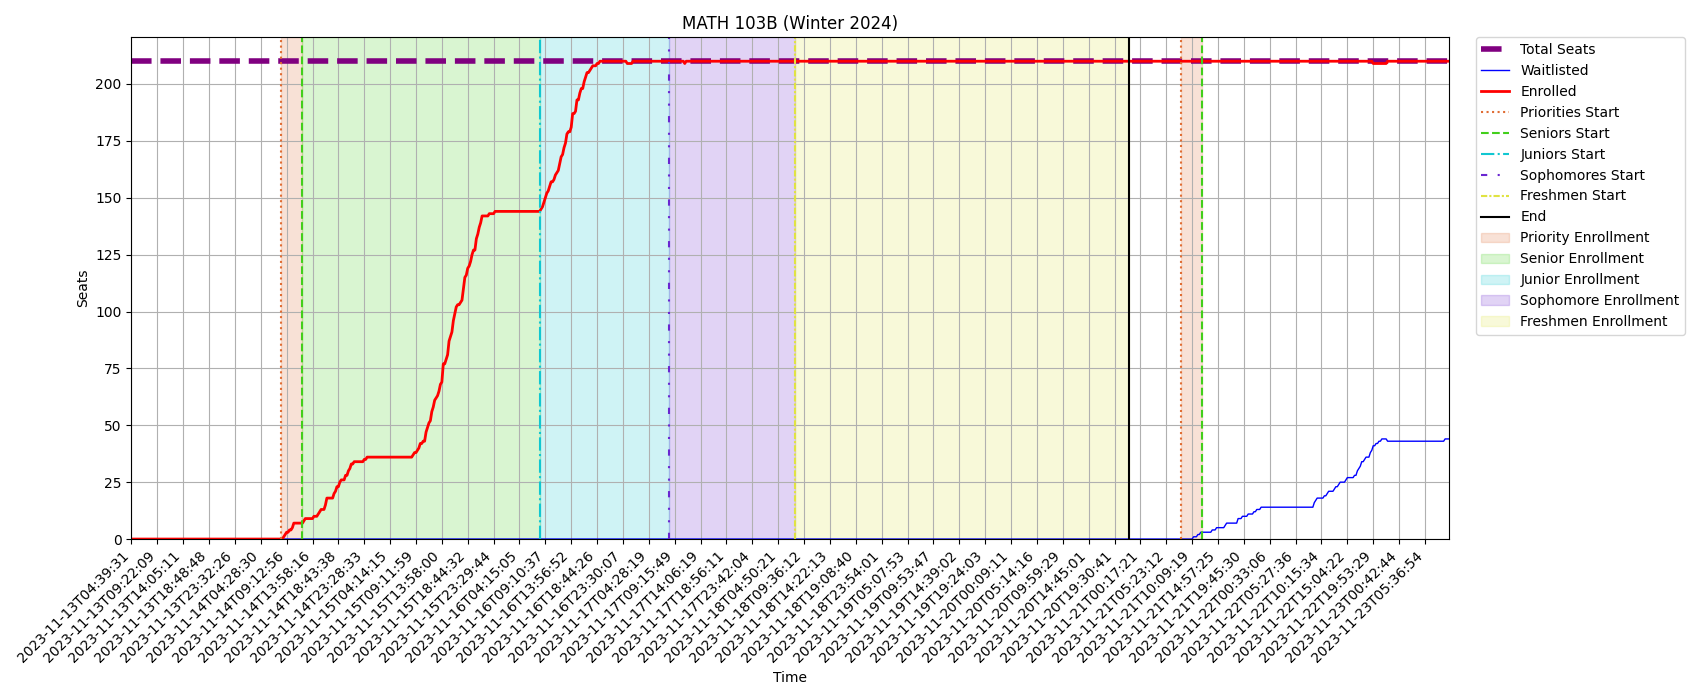 MATH 103B (Winter 2024)
Total Seats
Waitlisted
Enrolled
Priorities Start
Seniors Start
Juniors Start
Sophomores Start
Freshmen Start
End
Priority Enrollment
Senior Enrollment
Junior Enrollment
Sophomore Enrollment
Freshmen Enrollment
Seats
200
175
150
125
100
75
50
25
0
2023-11-13T04:39:31
2023-11-13T09:22:09
2023-11-13T14:05:11
2023-11-13T18:48:48
2023-11-13T23:32:26
2023-11-14T04:28:30
2023-11-14T09:12:56
2023-11-14T13:58:16
2023-11-14T18:43:38
2023-11-14T23:28:33
2023-11-15T04:14:15
2023-11-15T09:11:59
2023-11-15T13:58:00
2023-11-15T18:44:32
2023-11-15T23:29:44
2023-11-16T04:15:05
2023-11-16T09:10:37
2023-11-16T13:56:52
2023-11-16T18:44:26
2023-11-16T23:30:07
2023-11-17T04:28:19
2023-11-17T09:15:49
2023-11-17T14:06:19
2023-11-17T18:56:11
2023-11-17T23:42:04
2023-11-18T04:50:21
2023-11-18T09:36:12
2023-11-18T14:22:13
2023-11-18T19:08:40
2023-11-18T23:54:01
2023-11-19T05:07:53
2023-11-19T09:53:47
2023-11-19T14:39:02
2023-11-19T19:24:03
2023-11-20T00:09:11
2023-11-20T05:14:16
2023-11-20T09:59:29
2023-11-20T14:45:01
2023-11-20T19:30:41
2023-11-21T00:17:21
2023-11-21T05:23:12
2023-11-21T10:09:19
2023-11-21T14:57:25
2023-11-21T19:45:30
2023-11-22T00:33:06
2023-11-22T05:27:36
2023-11-22T10:15:34
2023-11-22T15:04:22
2023-11-22T19:53:29
2023-11-23T00:42:44
2023-11-23T05:36:54
Time